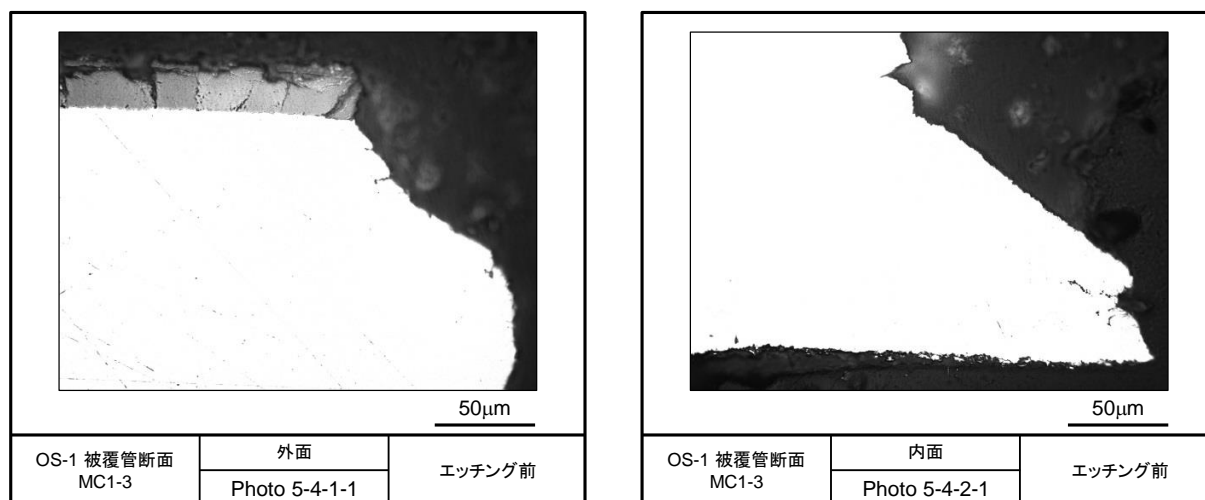 50μm
OS-1 被覆管断面
MC1-3
外面
Photo 5-4-1-1
エッチング前
50μm
OS-1 被覆管断面
MC1-3
内面
Photo 5-4-2-1
エッチング前